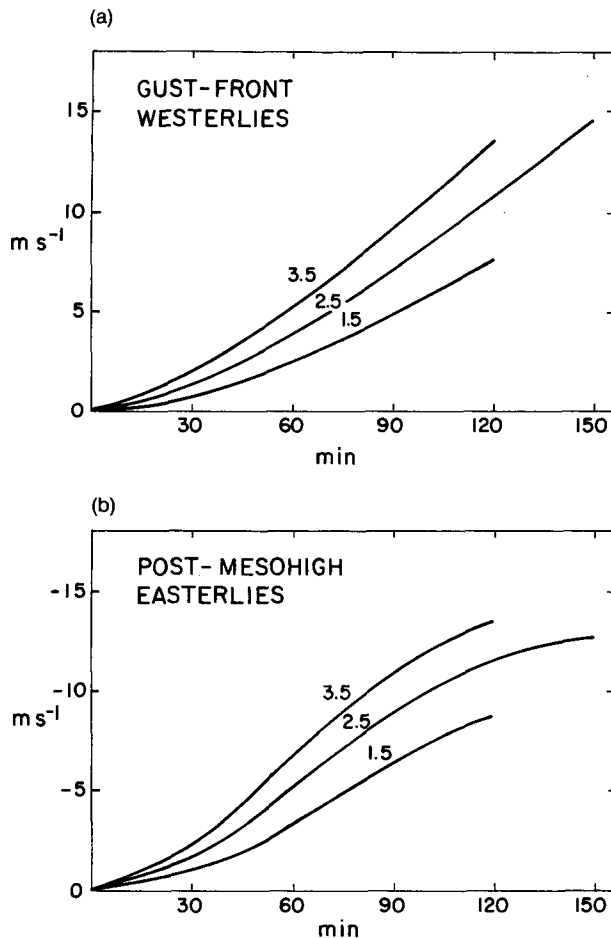 (a)
GUST-FRONT
WESTERLIES
15
10
m s⁻¹
5
0
3.5
2.5
1.5
30 60 90 120 150
min
(b)
POST-MESOHIGH
EASTERLIES
-15
-10
m s⁻¹
-5
0
3.5
2.5
1.5
30 60 90 120 150
min